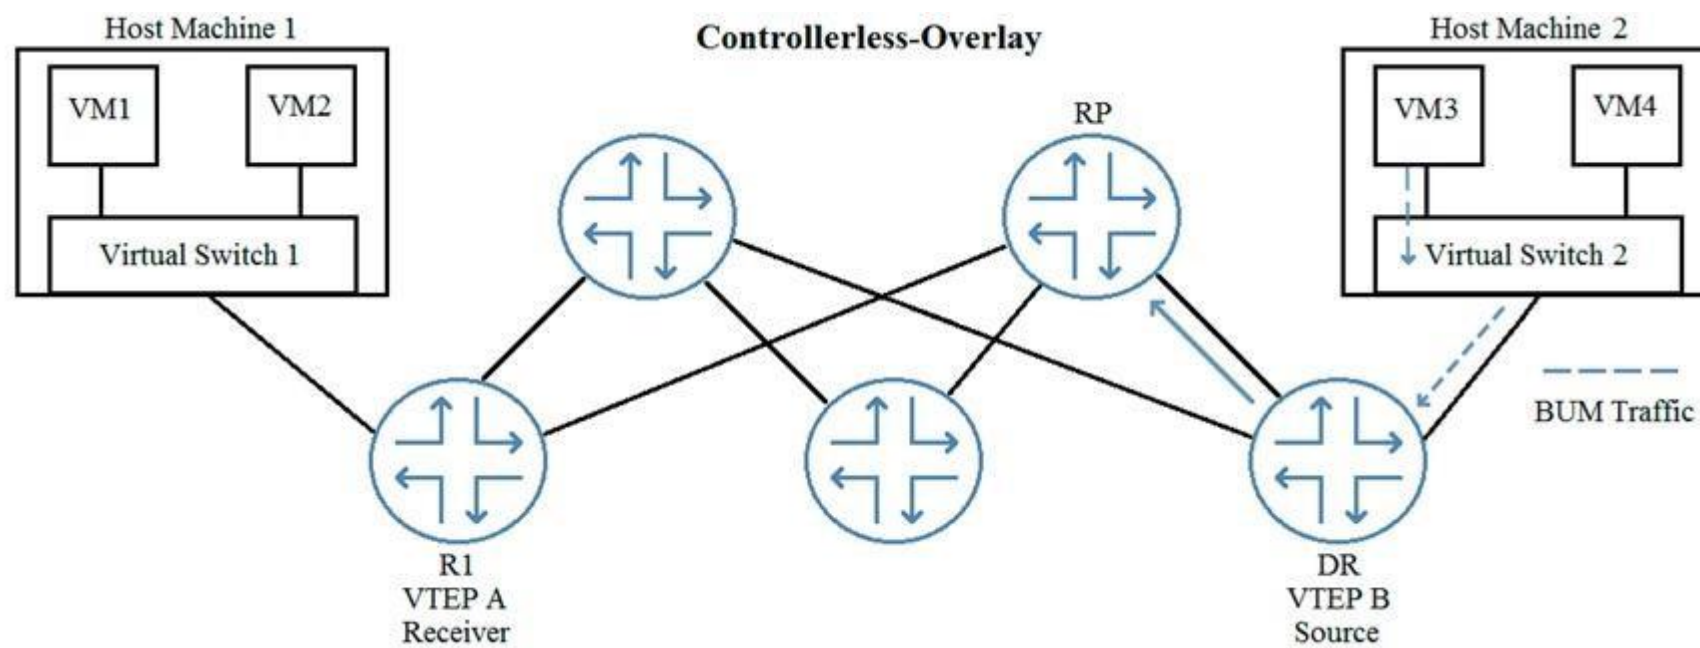 Host Machine 1
Controllerless-Overlay
Host Machine 2
VM1
VM2
RP
VM3
VM4
Virtual Switch 1
Virtual Switch 2
BUM Traffic
R1
VTEP A
Receiver
DR
VTEP B
Source